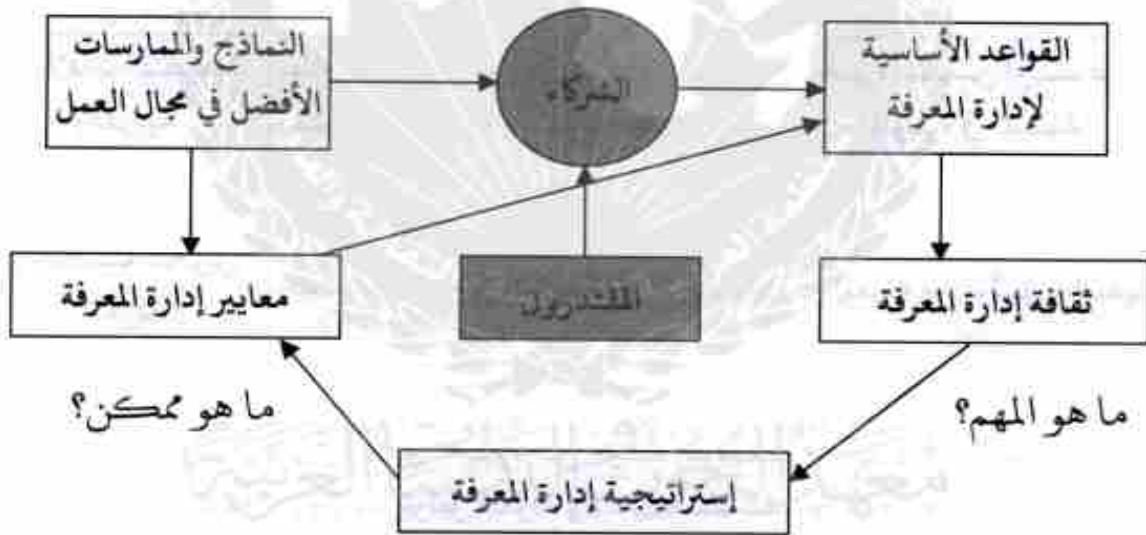 القواعد الأساسية
لإدارة المعرفة
الشركاء
النماذج والممارسات
الأفضل في مجال العمل
ثقافة إدارة المعرفة
المقتدرون
معايير إدارة المعرفة
ما هو المهم؟
ما هو ممكن؟
إستراتيجية إدارة المعرفة